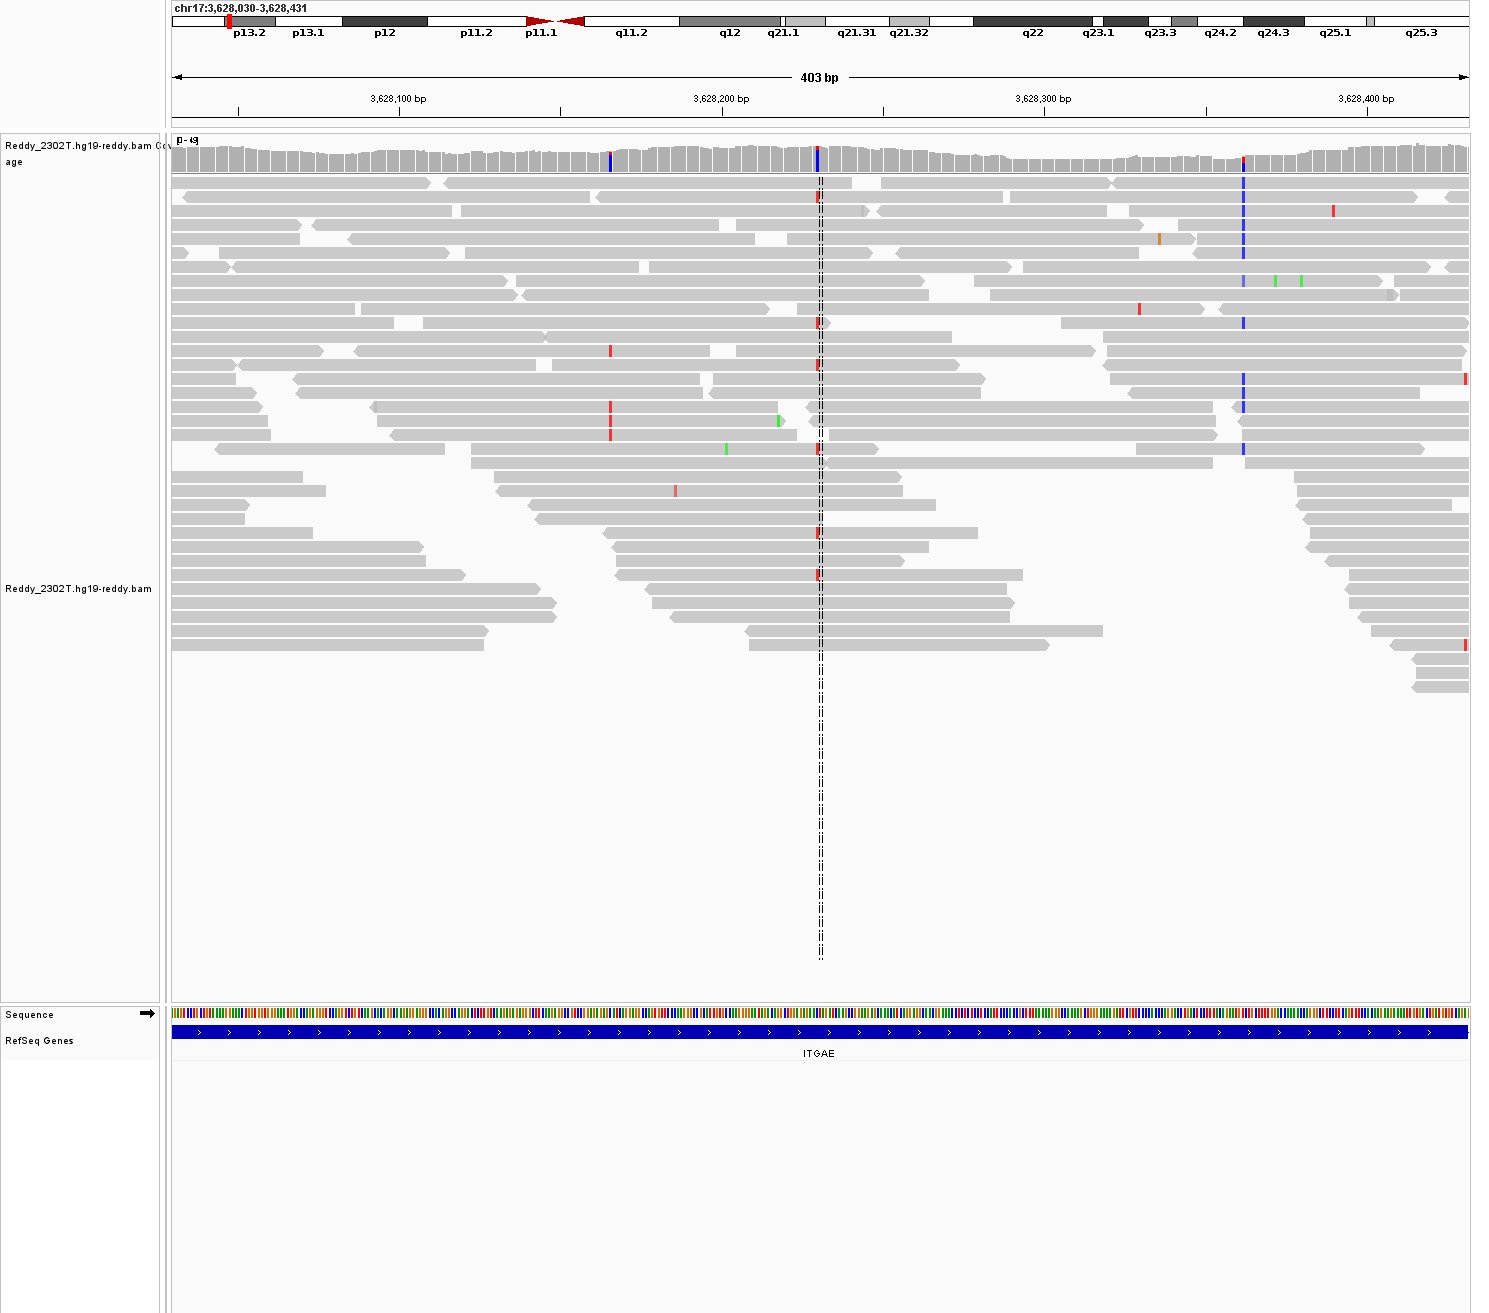 chr17:3,628,030-3,628,431
p13.2 p13.1 p12 p11.2 p11.1 q11.2 q12 q21.1 q21.31 q21.32 q22 q23.1 q23.3 q24.2 q24.3 q25.1 q25.3
403 bp
3,628,100 bp 3,628,200 bp 3,628,300 bp 3,628,400 bp
Reddy_2302T.hg19-reddy.bam Cov
age
Reddy_2302T.hg19-reddy.bam
Sequence
RefSeq Genes
ITGAE